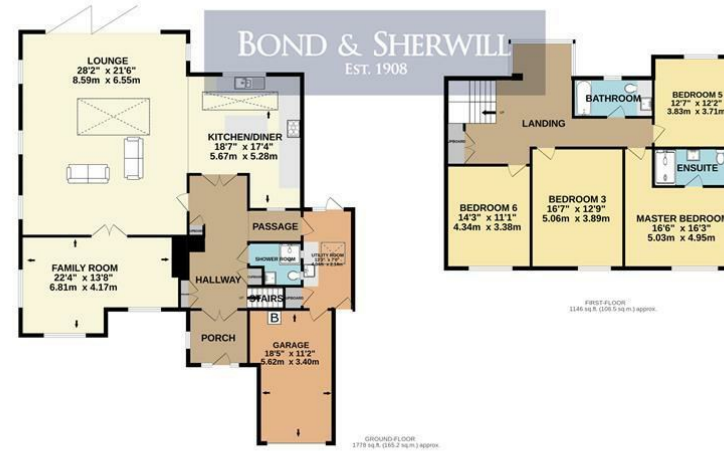 BOND & SHERWILL
EST. 1908
LOUNGE
28'2" x 21'6"
8.59m x 6.55m
KITCHEN/DINER
18'7" x 17'4"
5.67m x 5.28m
PASSAGE
SHOWER ROOM
UTILITY ROOM
FAMILY ROOM
22'4" x 13'8"
6.81m x 4.17m
HALLWAY
STAIRS
UP
PORCH
B
GARAGE
18'5" x 11'2"
5.62m x 3.40m
GROUND-FLOOR
1778 sq.ft. (165.2 sq.m.) approx.
BATHROOM
BEDROOM 5
12'7" x 12'2"
3.83m x 3.71m
LANDING
ENSUITE
BEDROOM 6
14'3" x 11'1"
4.34m x 3.38m
BEDROOM 3
16'7" x 12'9"
5.06m x 3.89m
MASTER BEDROOM
16'6" x 16'3"
5.03m x 4.95m
FIRST-FLOOR
1146 sq.ft. (106.5 sq.m.) approx.